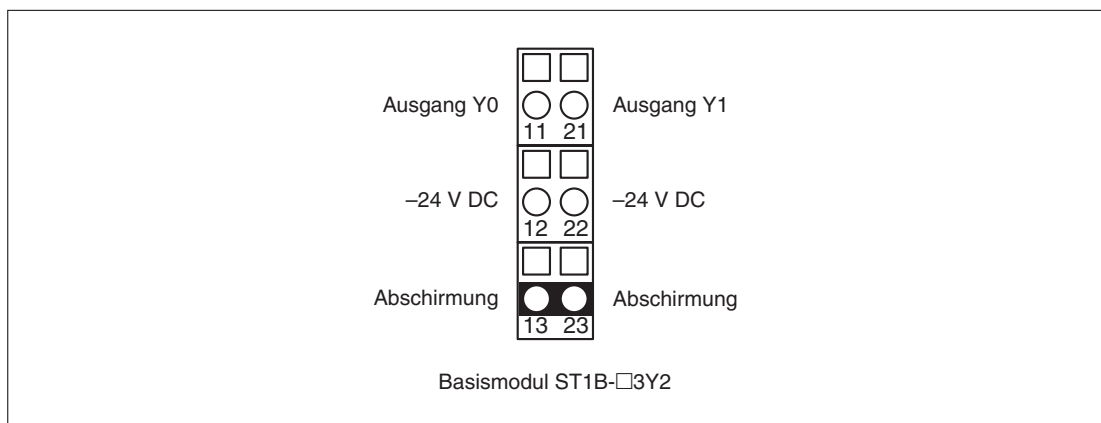 Ausgang Y0 Ausgang Y1
11 21
–24 V DC –24 V DC
12 22
Abschirmung Abschirmung
13 23
Basismodul ST1B-□3Y2